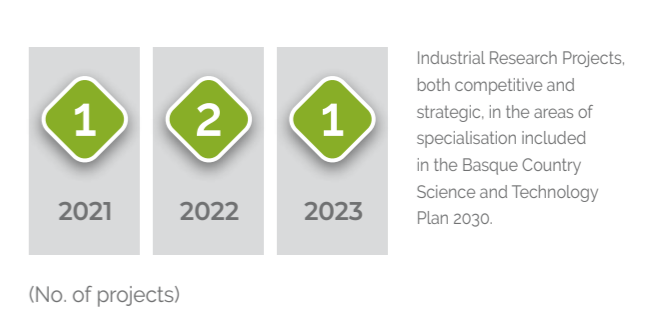 1
2
1
2021
2022
2023
Industrial Research Projects,
both competitive and
strategic, in the areas of
specialisation included
in the Basque Country
Science and Technology
Plan 2030.
(No. of projects)